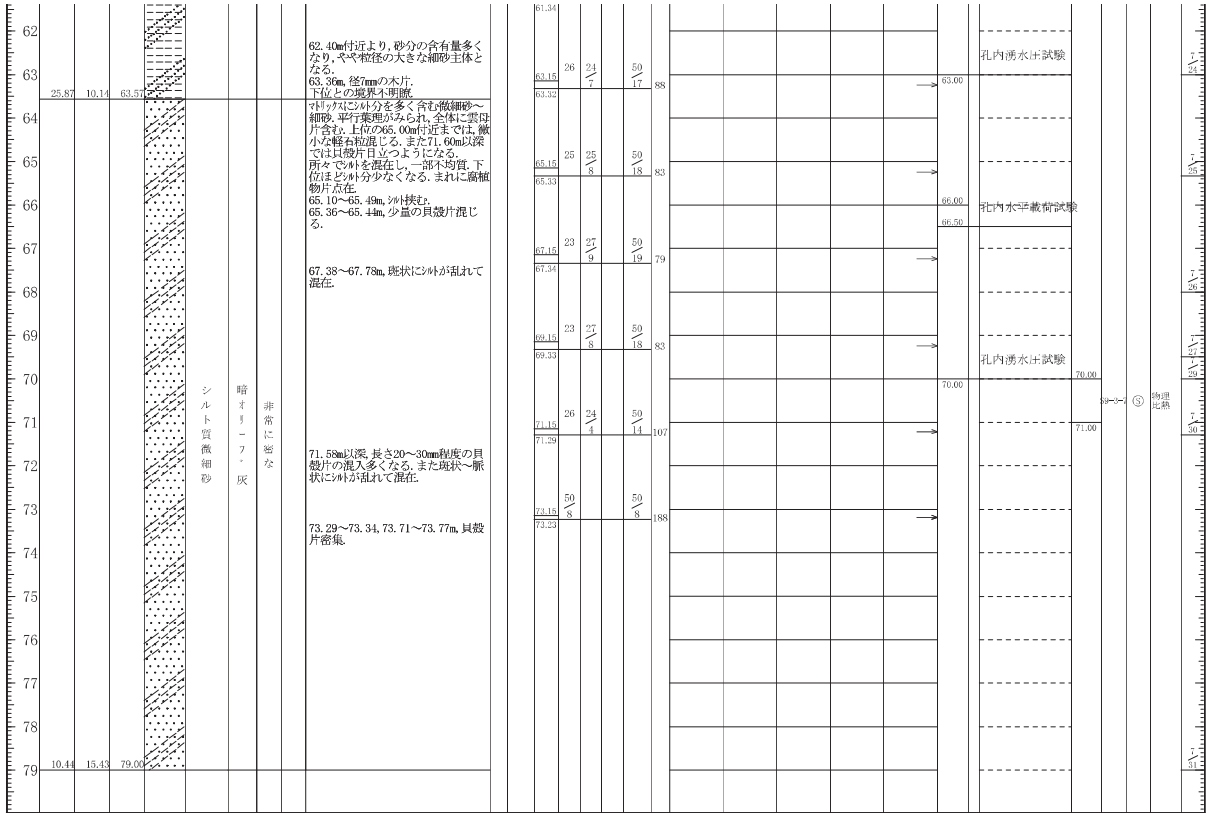 61.34
62
62.40m付近より, 砂分の含有量多く
なり, やや粒径の大きな細砂主体と
なる.
63.36m, 径7mmの木片.
下位との境界不明瞭.
63
63.15 26 24/7 50/17 88
63.32
孔内湧水圧試験
63.00
7/24
25.87 10.14 63.57
マトリックスにシルト分を多く含む微細砂～
細砂. 平行葉理がみられ, 全体に雲母
片含む. 上位の65.00m付近までは, 微
小な軽石粒混じる. また71.60m以深
では貝殻片目立つようになる.
所々でシルトを混在し, 一部不均質. 下
位ほどシルト分少なくなる. まれに腐植
物片点在.
65.10～65.49m, シルト挟む.
65.36～65.44m, 少量の貝殻片混じ
る.
64
65
65.15 25 25/8 50/18 83
65.33
7/25
66
66.00
孔内水平載荷試験
66.50
67
67.15 23 27/9 50/19 79
67.34
67.38～67.78m, 斑状にシルトが乱れて
混在.
7/26
68
69
69.15 23 27/8 50/18 83
69.33
7/27
孔内湧水圧試験
7/29
70
70.00
70.00
シルト質微細砂
暗オリーブ灰
非常に密な
Ⓢ 物理
比熱
71
71.15 26 24/4 50/14 107
71.29
71.00
7/30
71.58m以深, 長さ20～30mm程度の貝
殻片の混入多くなる. また斑状～脈
状にシルトが乱れて混在.
72
73
73.15 50/8 50/8 188
73.23
73.29～73.34, 73.71～73.77m, 貝殻
片密集.
74
75
76
77
78
79
10.44 15.43 79.00
7/31